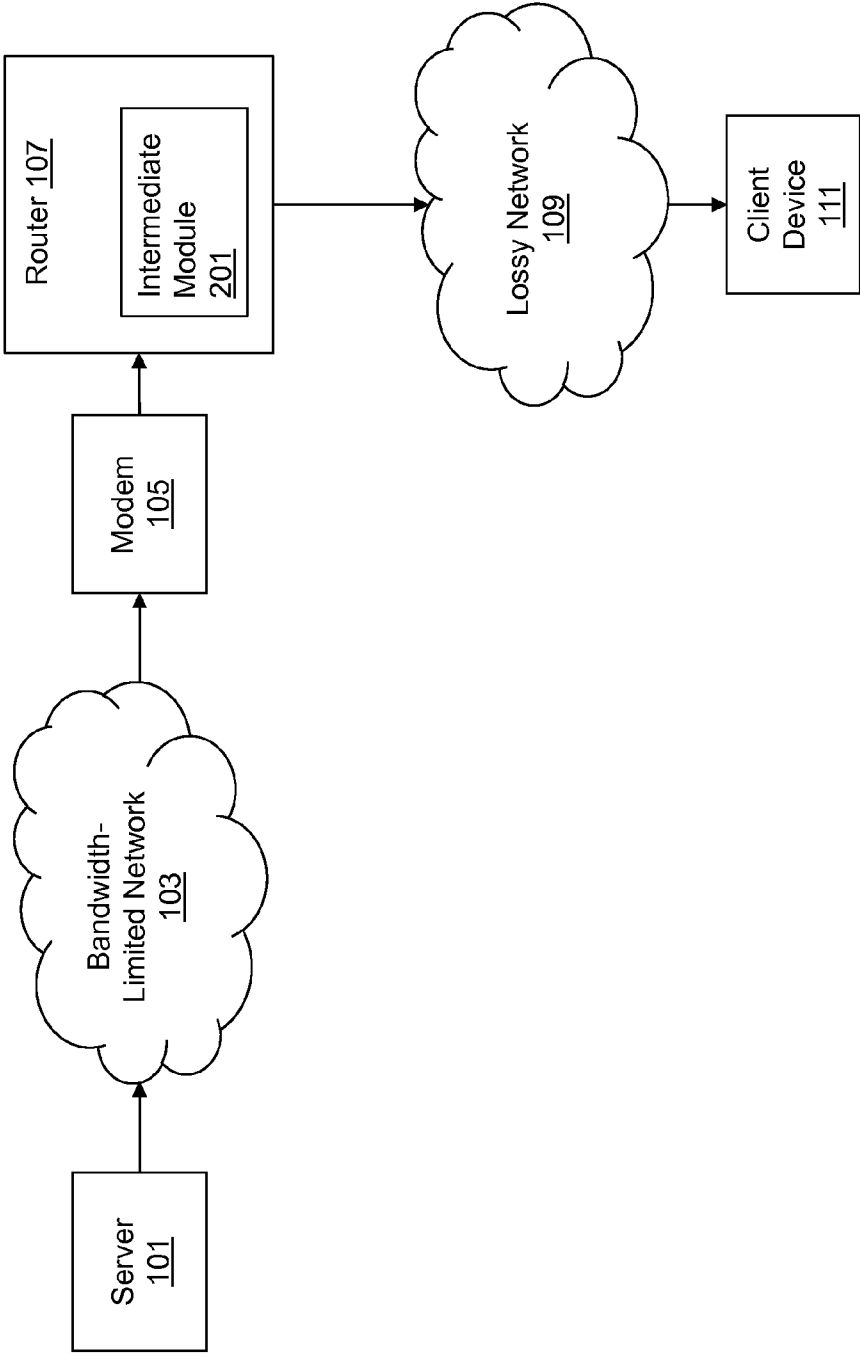 Server
101
Bandwidth-
Limited Network
103
Modem
105
Router 107
Intermediate
Module
201
Lossy Network
109
Client
Device
111